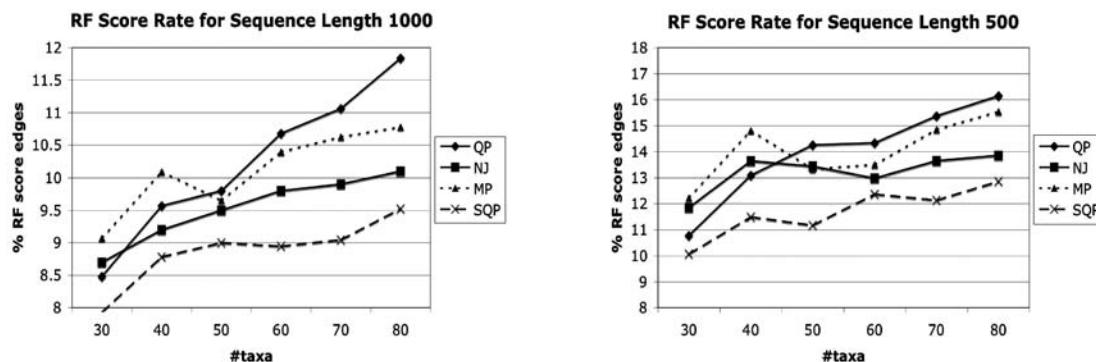 RF Score Rate for Sequence Length 1000
% RF score edges
12
11.5
11
10.5
10
9.5
9
8.5
8
30 40 50 60 70 80
#taxa
QP
NJ
MP
SQP
RF Score Rate for Sequence Length 500
% RF score edges
18
17
16
15
14
13
12
11
10
9
8
30 40 50 60 70 80
#taxa
QP
NJ
MP
SQP